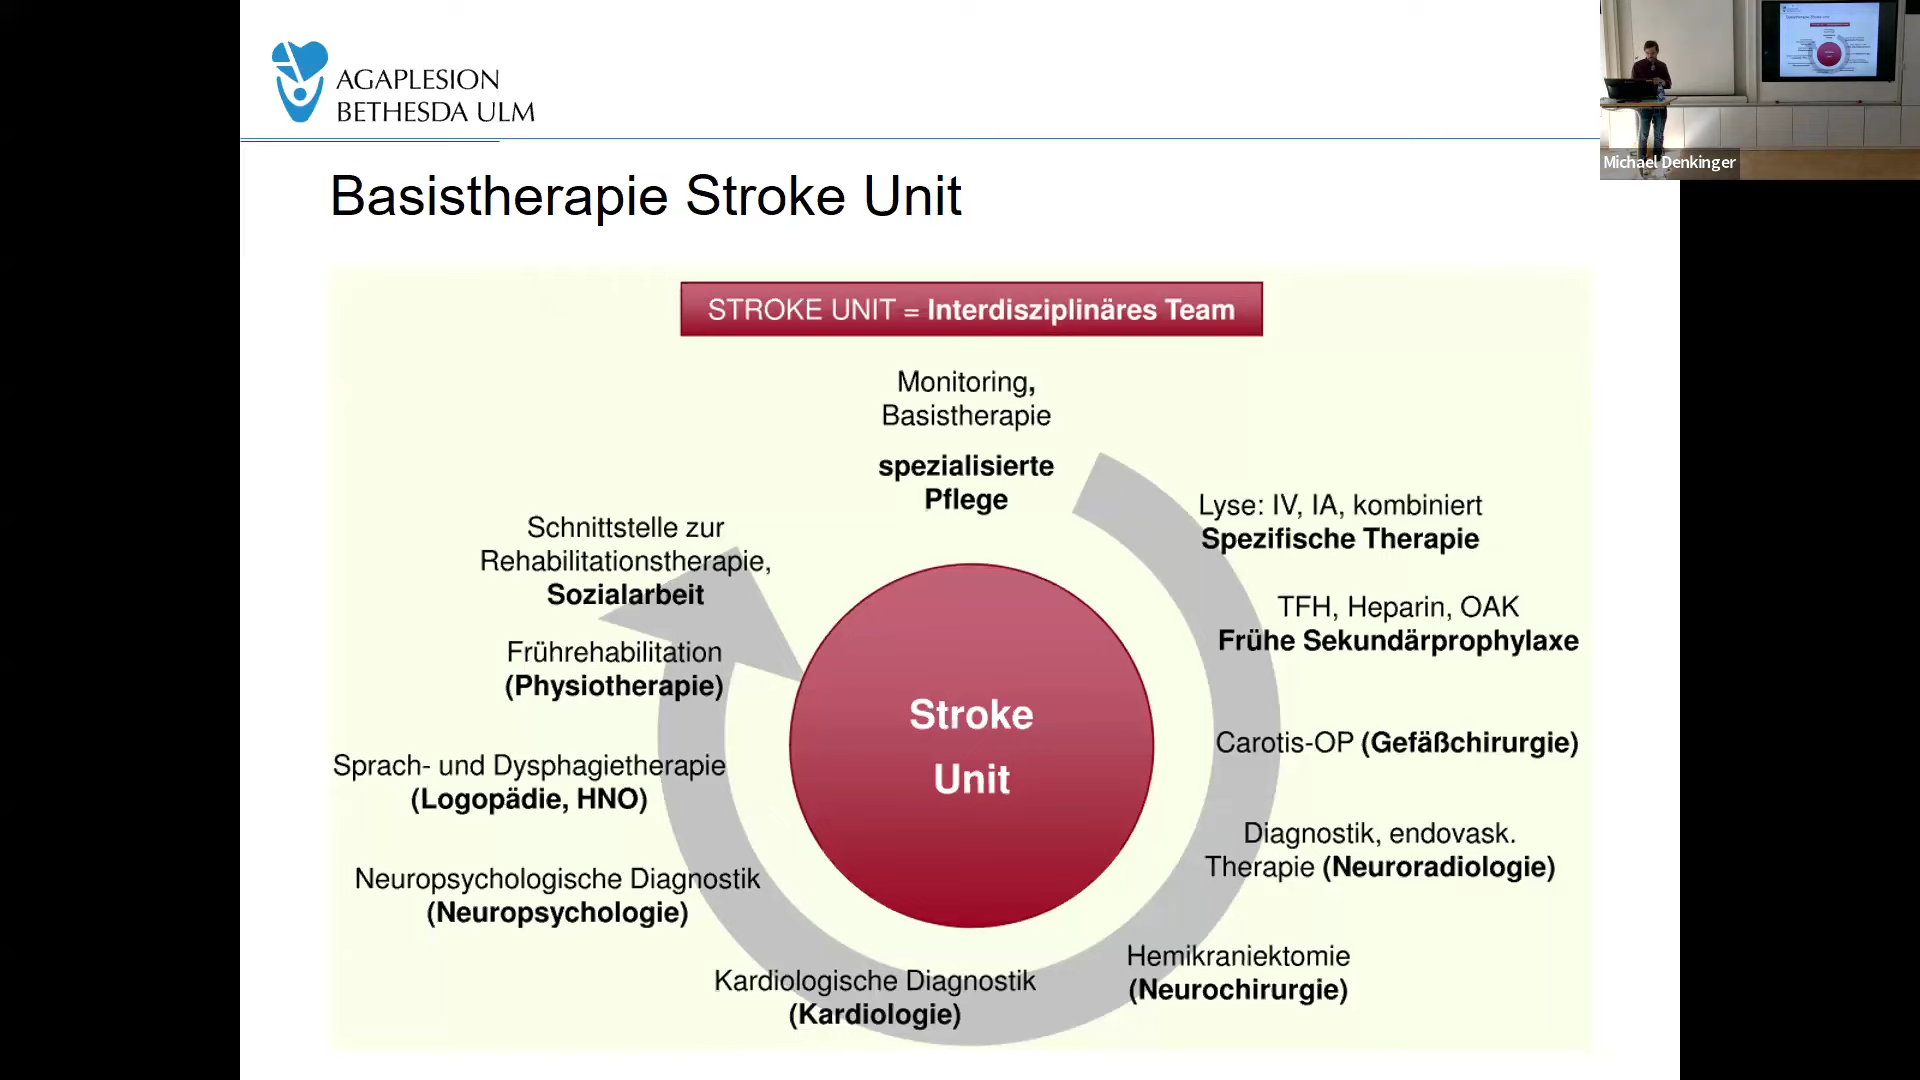 AGAPLESION
BETHESDA ULM
Michael Denkinger
Basistherapie Stroke Unit
STROKE UNIT = Interdisziplinäres Team
Monitoring,
Basistherapie
spezialisierte
Pflege
Lyse: IV, IA, kombiniert
Spezifische Therapie
TFH, Heparin, OAK
Frühe Sekundärprophylaxe
Carotis-OP (Gefäßchirurgie)
Diagnostik, endovask.
Therapie (Neuroradiologie)
Hemikraniektomie
(Neurochirurgie)
Kardiologische Diagnostik
(Kardiologie)
Neuropsychologische Diagnostik
(Neuropsychologie)
Sprach- und Dysphagietherapie
(Logopädie, HNO)
Frührehabilitation
(Physiotherapie)
Schnittstelle zur
Rehabilitationstherapie,
Sozialarbeit
Stroke
Unit